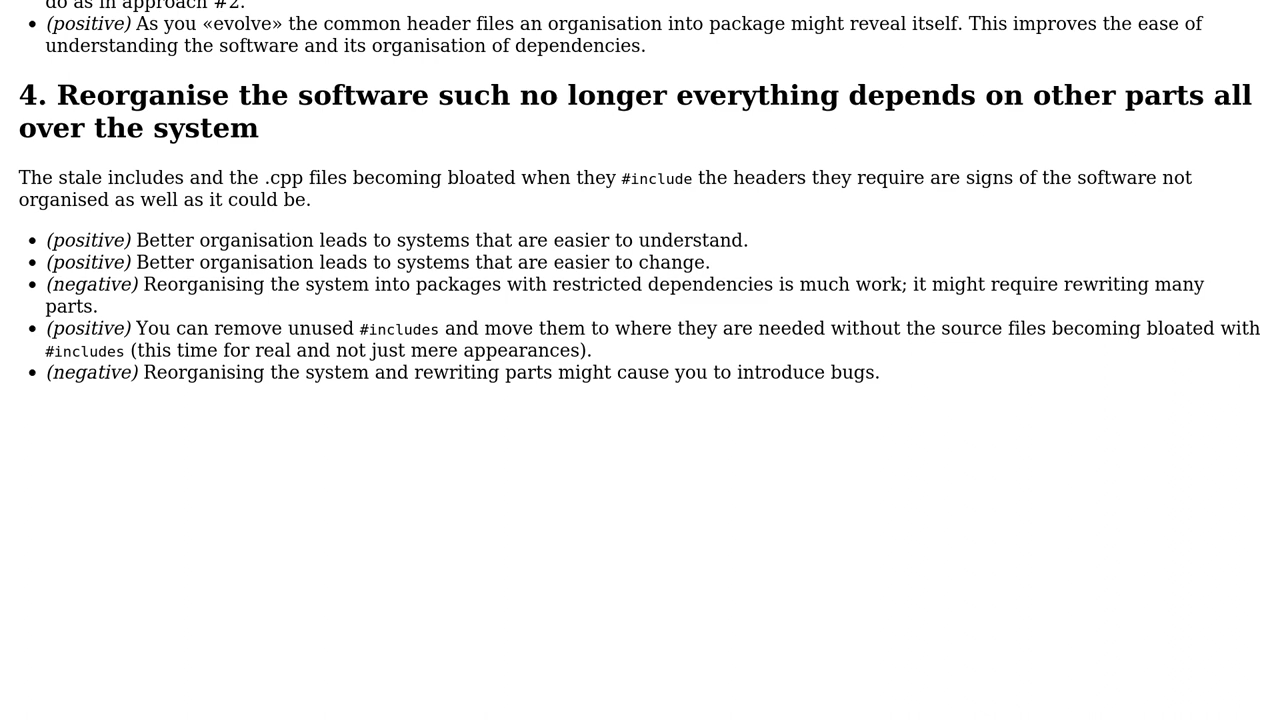 do as in approach #2.
• (positive) As you «evolve» the common header files an organisation into package might reveal itself. This improves the ease of
understanding the software and its organisation of dependencies.
4. Reorganise the software such no longer everything depends on other parts all
over the system
The stale includes and the .cpp files becoming bloated when they #include the headers they require are signs of the software not
organised as well as it could be.
• (positive) Better organisation leads to systems that are easier to understand.
• (positive) Better organisation leads to systems that are easier to change.
• (negative) Reorganising the system into packages with restricted dependencies is much work; it might require rewriting many
parts.
• (positive) You can remove unused #includes and move them to where they are needed without the source files becoming bloated with
#includes (this time for real and not just mere appearances).
• (negative) Reorganising the system and rewriting parts might cause you to introduce bugs.